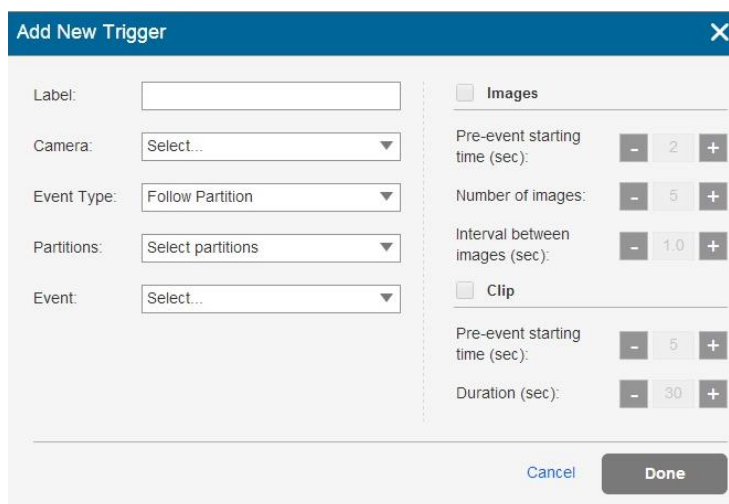 Add New Trigger
Label:
Camera: Select...
Event Type: Follow Partition
Partitions: Select partitions
Event: Select...
Images
Pre-event starting
time (sec): - 2 +
Number of images: - 5 +
Interval between
images (sec): - 1.0 +
Clip
Pre-event starting
time (sec): - 5 +
Duration (sec): - 30 +
Cancel Done